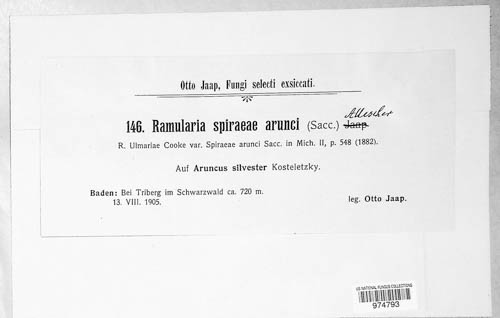 Otto Jaap, Fungi selecti exsiccati.
Allescher
146. Ramularia spiraeae arunci (Sacc.) Jaap.
R. Ulmariae Cooke var. Spiraeae arunci Sacc. in Mich. II, p. 548 (1882).
Auf Aruncus silvester Kosteletzky.
Baden: Bei Triberg im Schwarzwald ca. 720 m.
13. VIII. 1905.
leg. Otto Jaap.
US NATIONAL FUNGUS COLLECTIONS
974793